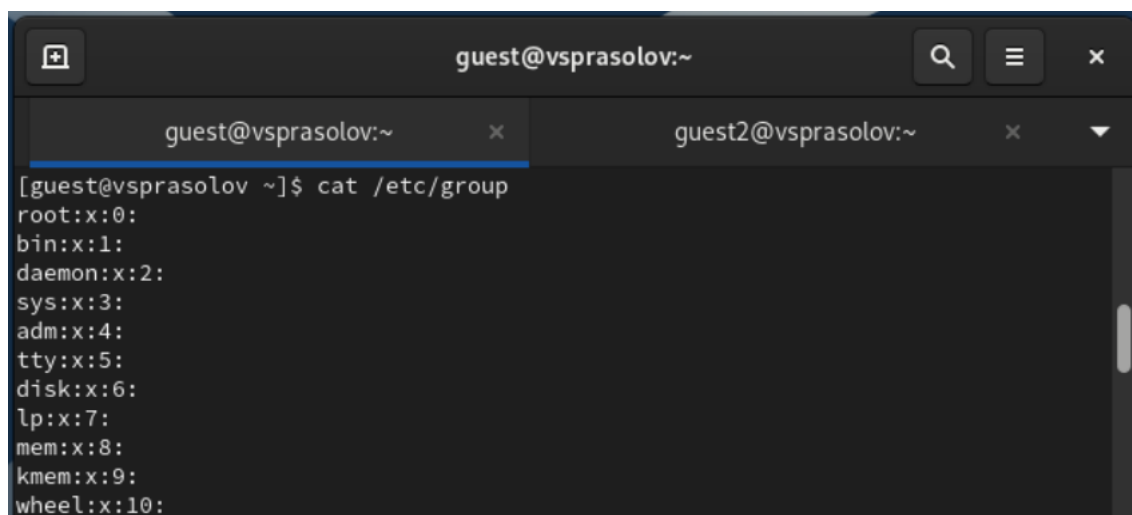 guest@vsprasolov:~
guest@vsprasolov:~
guest2@vsprasolov:~
[guest@vsprasolov ~]$ cat /etc/group
root:x:0:
bin:x:1:
daemon:x:2:
sys:x:3:
adm:x:4:
tty:x:5:
disk:x:6:
lp:x:7:
mem:x:8:
kmem:x:9:
wheel:x:10: